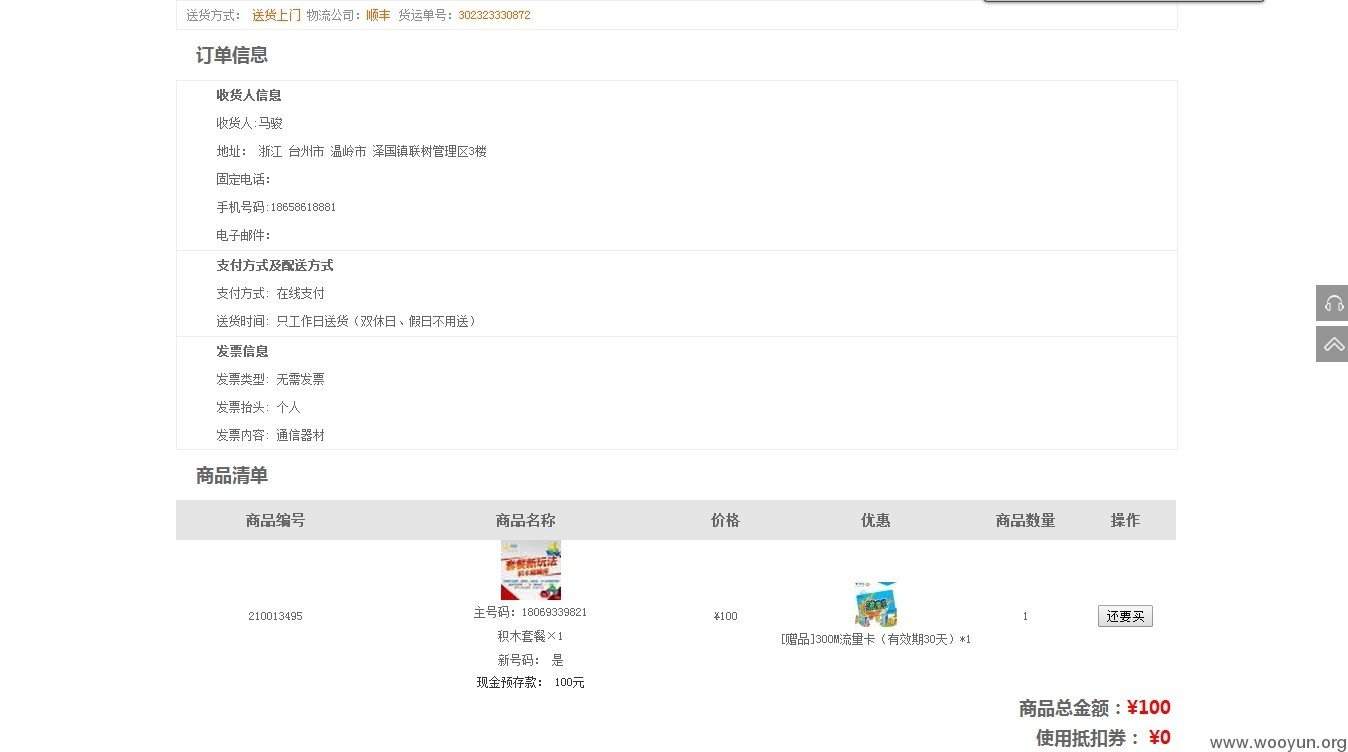 送货方式： 送货上门 物流公司：顺丰 货运单号：302323330872
订单信息
收货人信息
收货人:马骏
地址： 浙江 台州市 温岭市 泽国镇联树管理区3楼
固定电话：
手机号码:18658618881
电子邮件：
支付方式及配送方式
支付方式：在线支付
送货时间：只工作日送货（双休日、假日不用送）
发票信息
发票类型：无需发票
发票抬头：个人
发票内容：通信器材
商品清单
商品编号 商品名称 价格 优惠 商品数量 操作
套餐新玩法
210013495 主号码：18069339821 ¥100 1 还要买
积木套餐×1
[赠品]300M流量卡（有效期30天）*1
新号码： 是
现金预存款： 100元
商品总金额：¥100
使用抵扣券： ¥0
www.wooyun.org